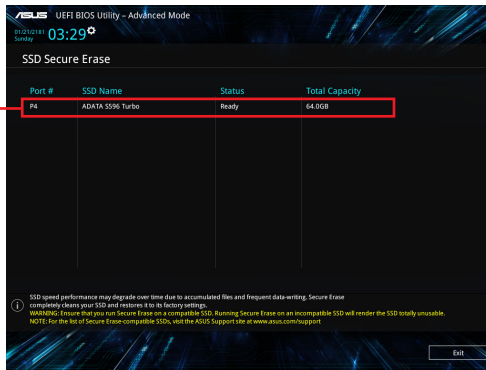 ASUS UEFI BIOS Utility – Advanced Mode
01/21/2181
Sunday
03:29
SSD Secure Erase
Port # SSD Name Status Total Capacity
P4 ADATA S596 Turbo Ready 64.0GB
SSD speed performance may degrade over time due to accumulated files and frequent data-writing. Secure Erase
completely cleans your SSD and restores it to its factory settings.
WARNING: Ensure that you run Secure Erase on a compatible SSD. Running Secure Erase on an incompatible SSD will render the SSD totally unusable.
NOTE: For the list of Secure Erase-compatible SSDs, visit the ASUS Support site at www.asus.com/support
Exit